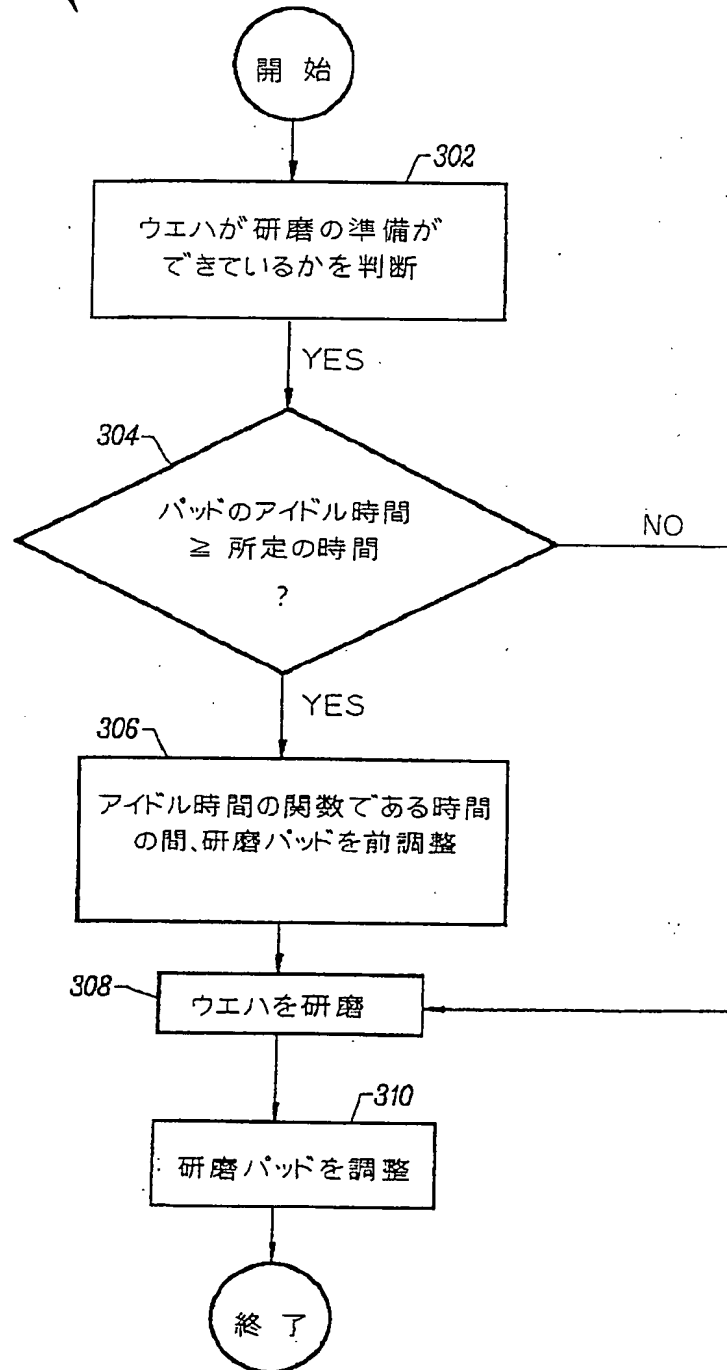 開始
302
ウエハが研磨の準備が
できているかを判断
YES
304
パッドのアイドル時間
≧ 所定の時間
?
NO
YES
306
アイドル時間の関数である時間
の間、研磨パッドを前調整
308
ウエハを研磨
310
研磨パッドを調整
終了